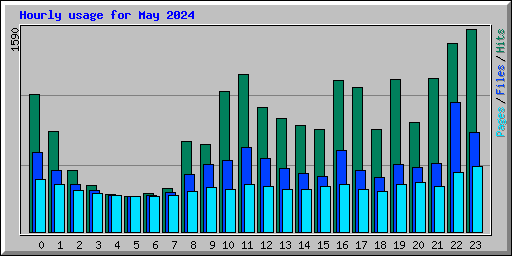 Hourly usage for May 2024
1590
Pages/Files/Hits
0 1 2 3 4 5 6 7 8 9 10 11 12 13 14 15 16 17 18 19 20 21 22 23